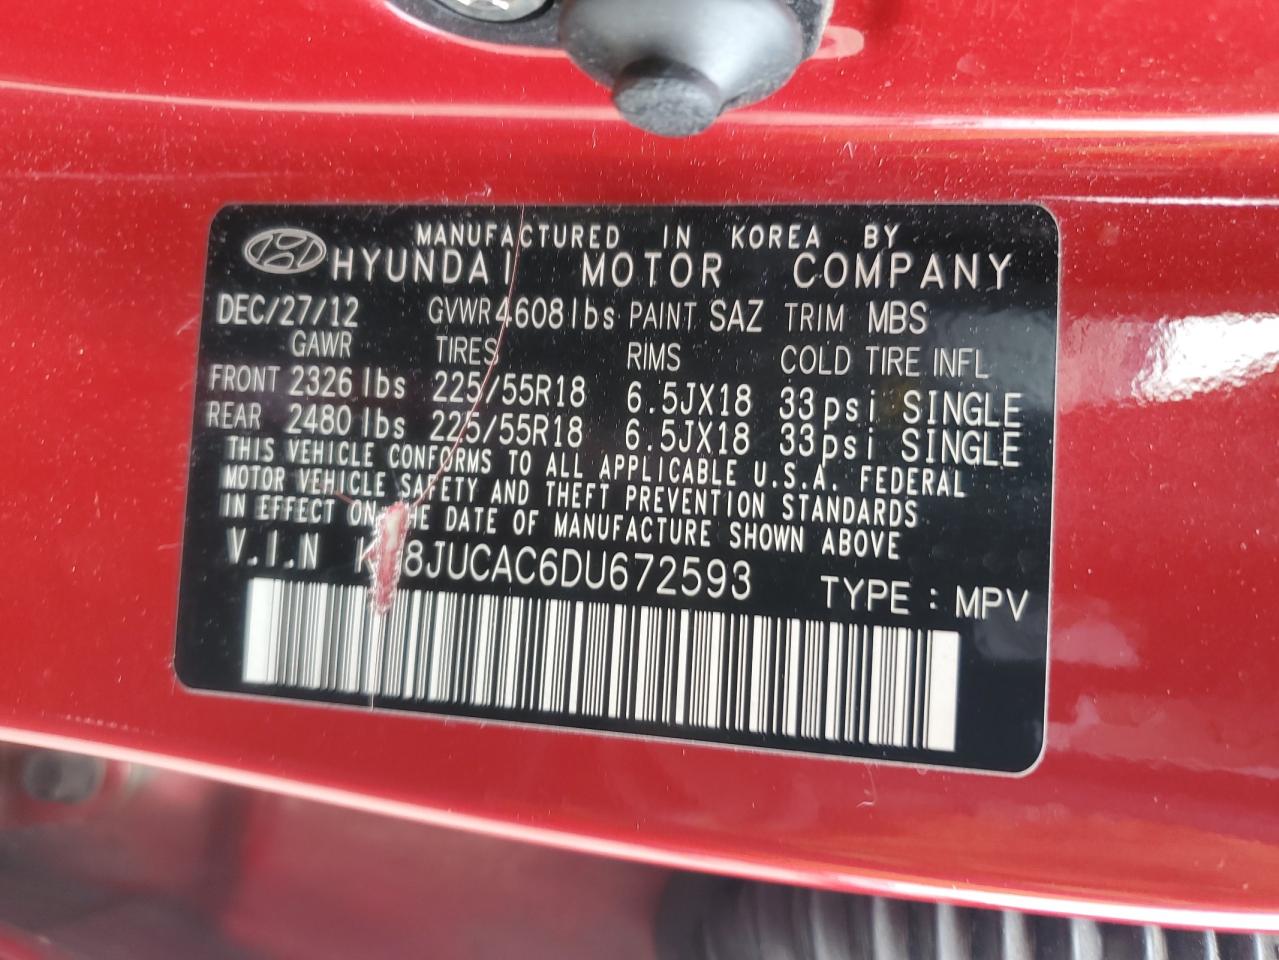 MANUFACTURED IN KOREA BY
HYUNDAI MOTOR COMPANY
DEC/27/12 GVWR 4608lbs PAINT SAZ TRIM MBS
GAWR TIRES RIMS COLD TIRE INFL
FRONT 2326 lbs 225/55R18 6.5JX18 33psi SINGLE
REAR 2480 lbs 225/55R18 6.5JX18 33psi SINGLE
THIS VEHICLE CONFORMS TO ALL APPLICABLE U.S.A. FEDERAL
MOTOR VEHICLE SAFETY AND THEFT PREVENTION STANDARDS
IN EFFECT ON THE DATE OF MANUFACTURE SHOWN ABOVE
V.I.N TYPE : MPV